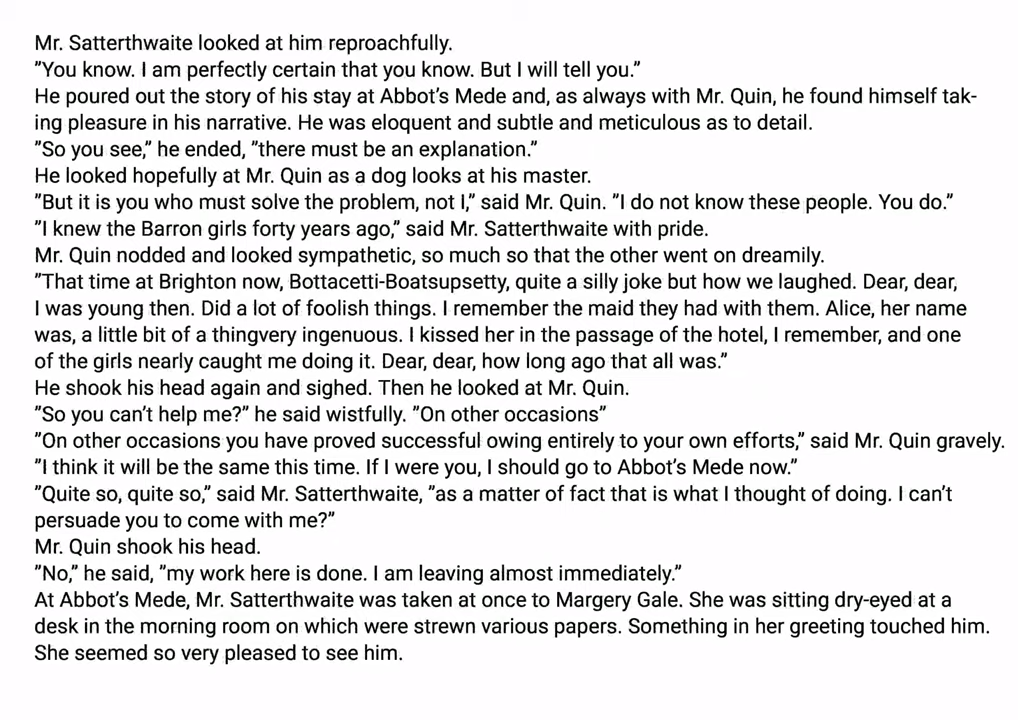 Mr. Satterthwaite looked at him reproachfully.
”You know. I am perfectly certain that you know. But I will tell you.”
He poured out the story of his stay at Abbot’s Mede and, as always with Mr. Quin, he found himself tak-
ing pleasure in his narrative. He was eloquent and subtle and meticulous as to detail.
”So you see,” he ended, ”there must be an explanation.”
He looked hopefully at Mr. Quin as a dog looks at his master.
”But it is you who must solve the problem, not I,” said Mr. Quin. ”I do not know these people. You do.”
”I knew the Barron girls forty years ago,” said Mr. Satterthwaite with pride.
Mr. Quin nodded and looked sympathetic, so much so that the other went on dreamily.
”That time at Brighton now, Bottacetti-Boatsupsetty, quite a silly joke but how we laughed. Dear, dear,
I was young then. Did a lot of foolish things. I remember the maid they had with them. Alice, her name
was, a little bit of a thingvery ingenuous. I kissed her in the passage of the hotel, I remember, and one
of the girls nearly caught me doing it. Dear, dear, how long ago that all was.”
He shook his head again and sighed. Then he looked at Mr. Quin.
”So you can’t help me?” he said wistfully. ”On other occasions”
”On other occasions you have proved successful owing entirely to your own efforts,” said Mr. Quin gravely.
”I think it will be the same this time. If I were you, I should go to Abbot’s Mede now.”
”Quite so, quite so,” said Mr. Satterthwaite, ”as a matter of fact that is what I thought of doing. I can’t
persuade you to come with me?”
Mr. Quin shook his head.
”No,” he said, ”my work here is done. I am leaving almost immediately.”
At Abbot’s Mede, Mr. Satterthwaite was taken at once to Margery Gale. She was sitting dry-eyed at a
desk in the morning room on which were strewn various papers. Something in her greeting touched him.
She seemed so very pleased to see him.